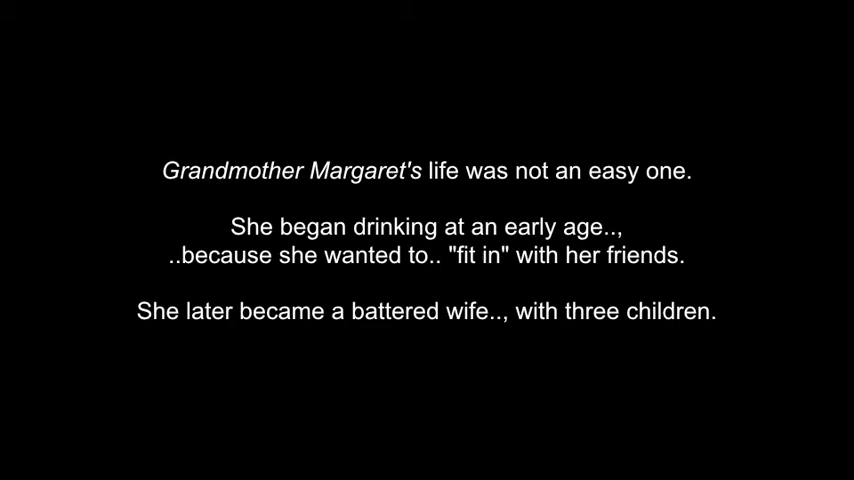 Grandmother Margaret's life was not an easy one.
She began drinking at an early age..,
..because she wanted to.. "fit in" with her friends.
She later became a battered wife.., with three children.